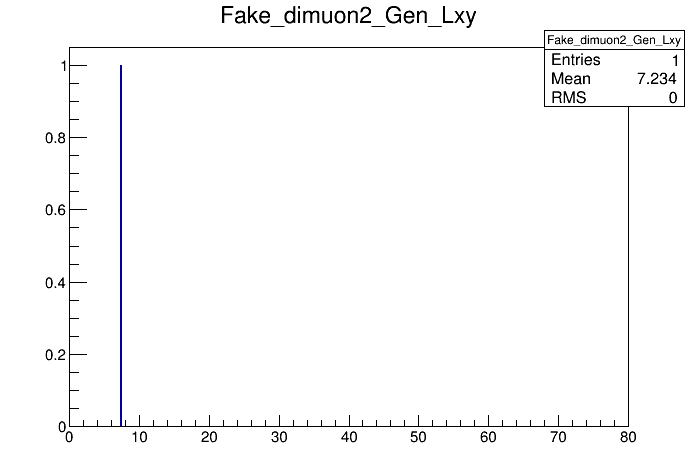 Fake_dimuon2_Gen_Lxy
Fake_dimuon2_Gen_Lxy
Entries 1
Mean 7.234
RMS 0
1
0.8
0.6
0.4
0.2
0
0 10 20 30 40 50 60 70 80